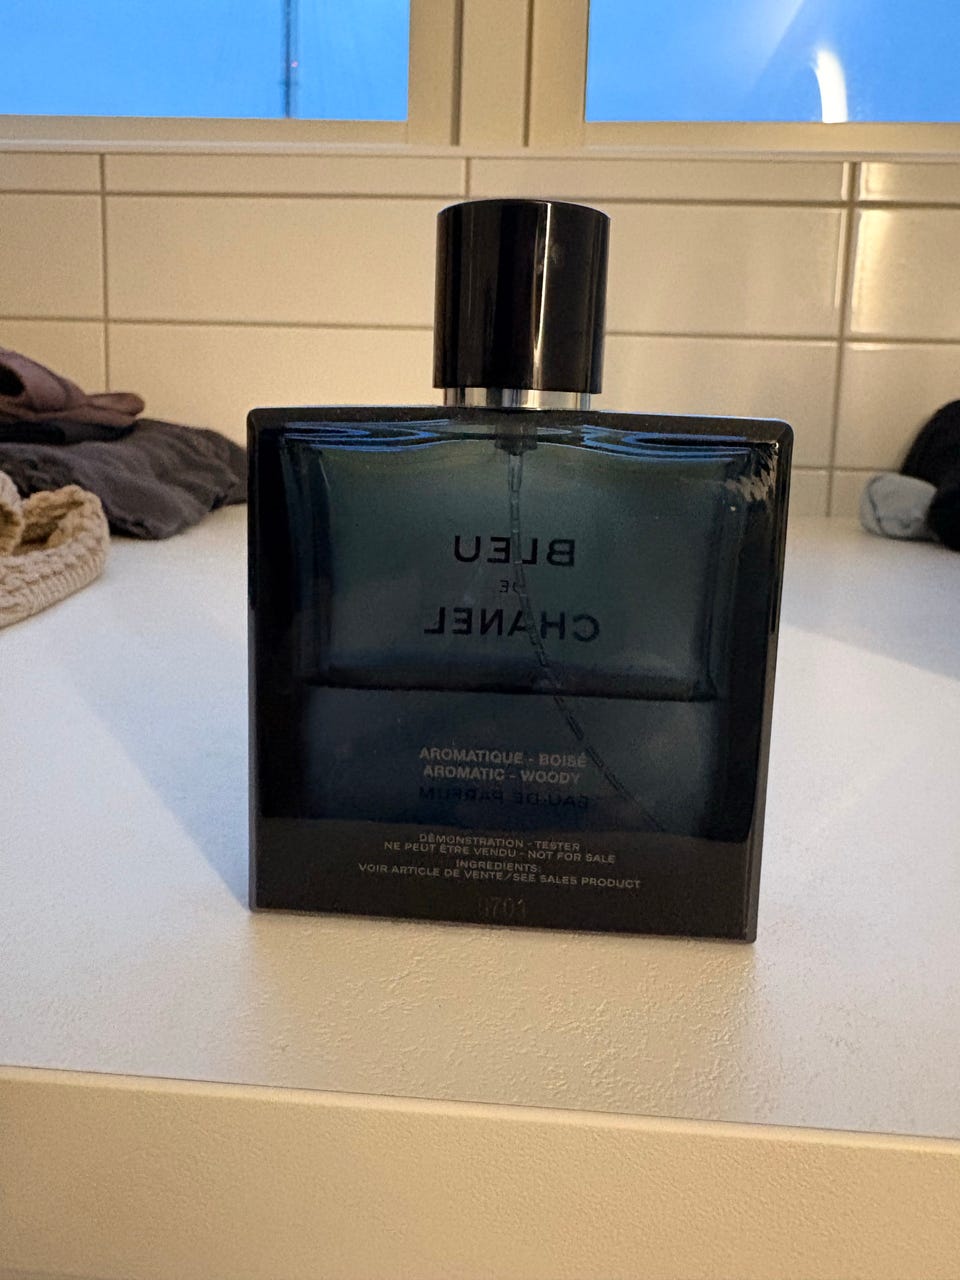 BLEU
DE
CHANEL
AROMATIQUE - BOISÉ
AROMATIC - WOODY
EAU DE PARFUM
DÉMONSTRATION - TESTER
NE PEUT ÊTRE VENDU - NOT FOR SALE
INGREDIENTS:
VOIR ARTICLE DE VENTE/SEE SALES PRODUCT